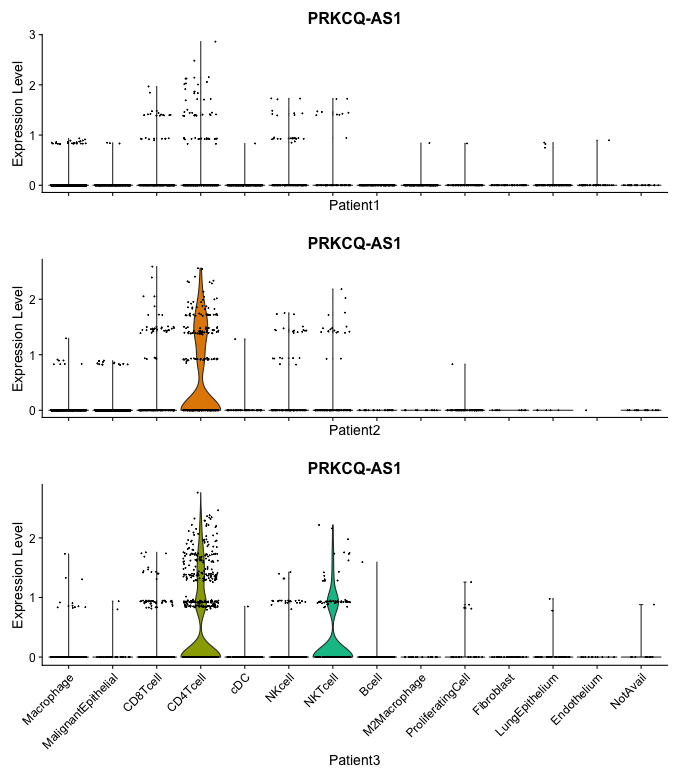 PRKCQ-AS1
Expression Level
3
2
1
0
Patient1
PRKCQ-AS1
Expression Level
2
1
0
Patient2
PRKCQ-AS1
Expression Level
2
1
0
Macrophage
MalignantEpithelial
CD8Tcell
CD4Tcell
cDC
NKcell
NKTcell
Bcell
M2Macrophage
ProliferatingCell
Fibroblast
LungEpithelium
Endothelium
NotAvail
Patient3